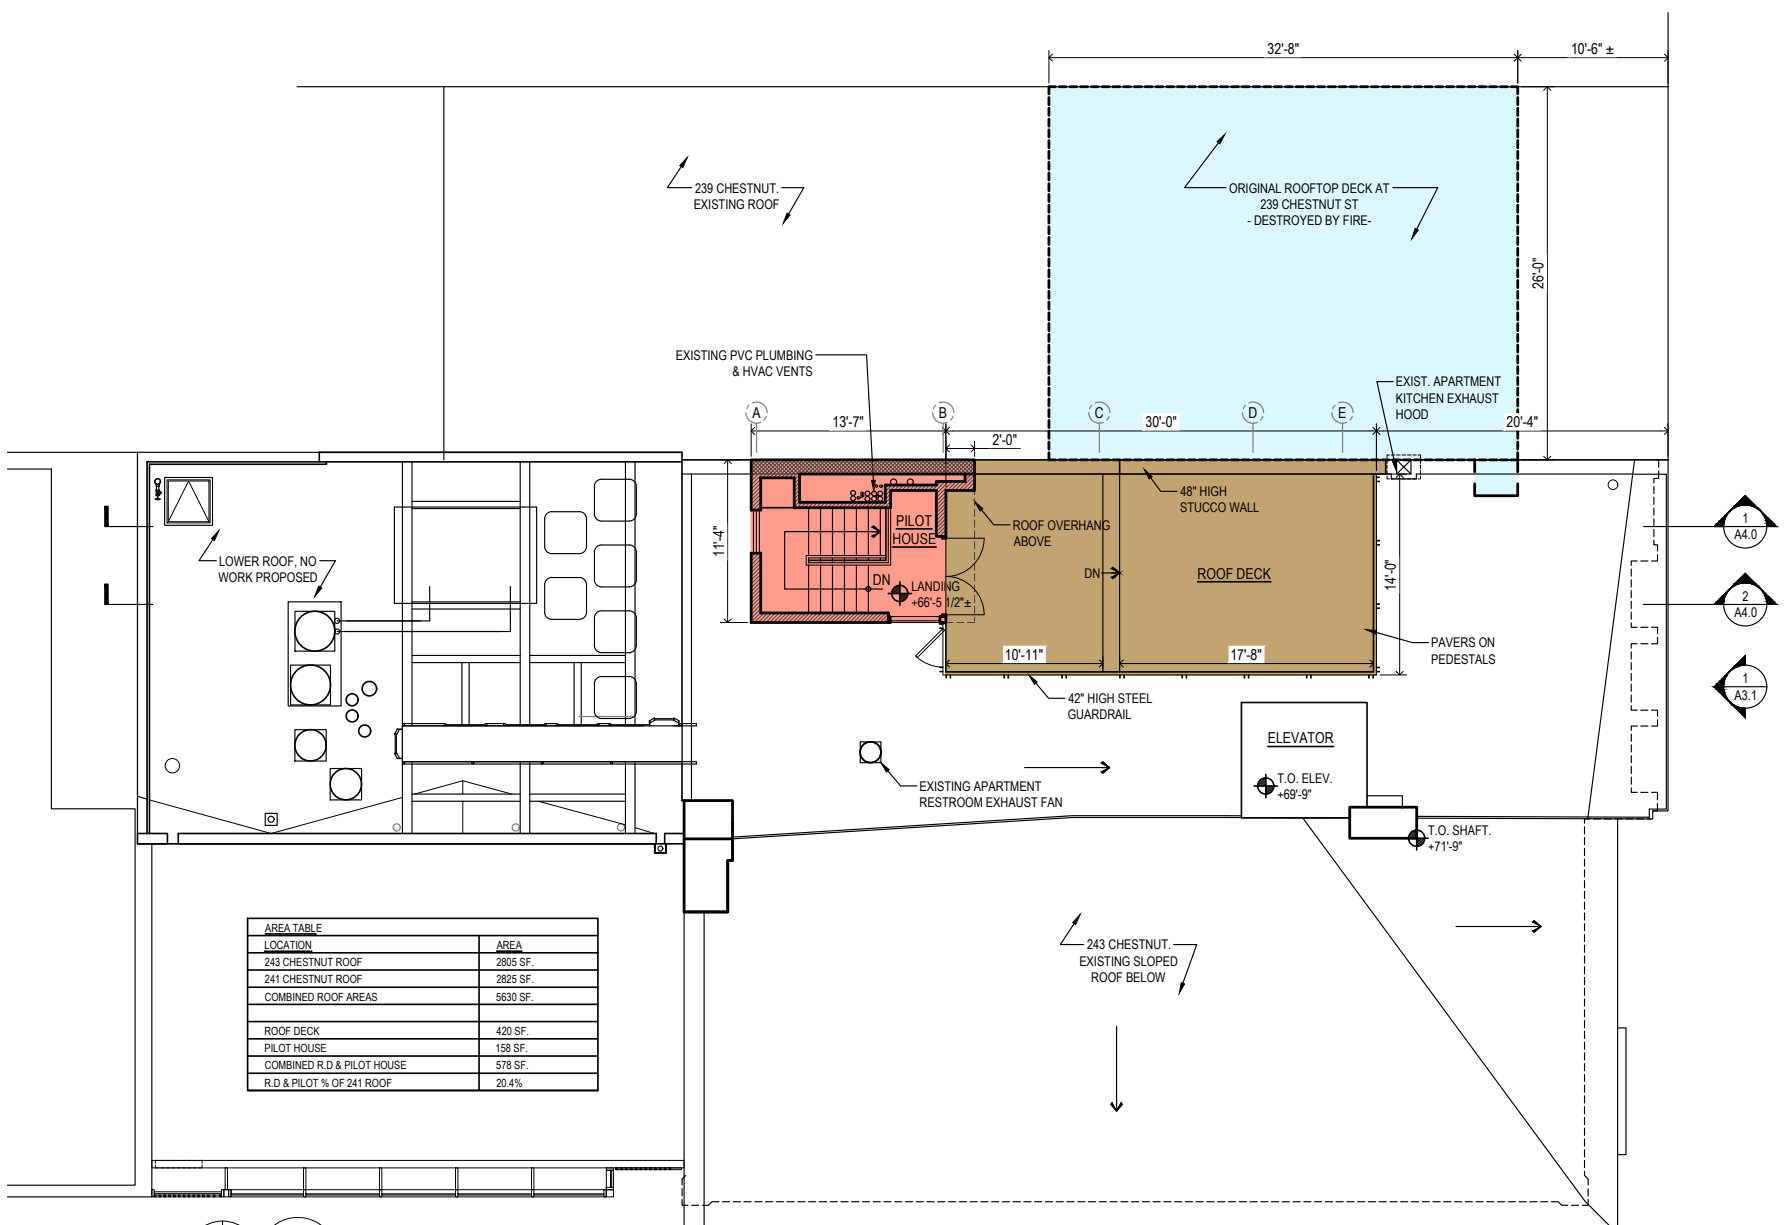 32'-8"
10'-6" ±
239 CHESTNUT.
EXISTING ROOF
ORIGINAL ROOFTOP DECK AT
239 CHESTNUT ST
- DESTROYED BY FIRE-
26'-0"
EXISTING PVC PLUMBING
& HVAC VENTS
EXIST. APARTMENT
KITCHEN EXHAUST
HOOD
A
B
C
D
E
13'-7"
30'-0"
20'-4"
2'-0"
11'-4"
PILOT
HOUSE
ROOF OVERHANG
ABOVE
48" HIGH
STUCCO WALL
DN
LANDING
+66'-5 1/2"±
DN
ROOF DECK
14'-0"
10'-11"
17'-8"
PAVERS ON
PEDESTALS
42" HIGH STEEL
GUARDRAIL
LOWER ROOF, NO
WORK PROPOSED
1
A4.0
2
A4.0
1
A3.1
ELEVATOR
T.O. ELEV.
+69'-9"
EXISTING APARTMENT
RESTROOM EXHAUST FAN
T.O. SHAFT.
+71'-9"
243 CHESTNUT.
EXISTING SLOPED
ROOF BELOW
AREA TABLE
LOCATION AREA
243 CHESTNUT ROOF 2805 SF.
241 CHESTNUT ROOF 2825 SF.
COMBINED ROOF AREAS 5630 SF.
ROOF DECK 420 SF.
PILOT HOUSE 158 SF.
COMBINED R.D & PILOT HOUSE 578 SF.
R.D & PILOT % OF 241 ROOF 20.4%